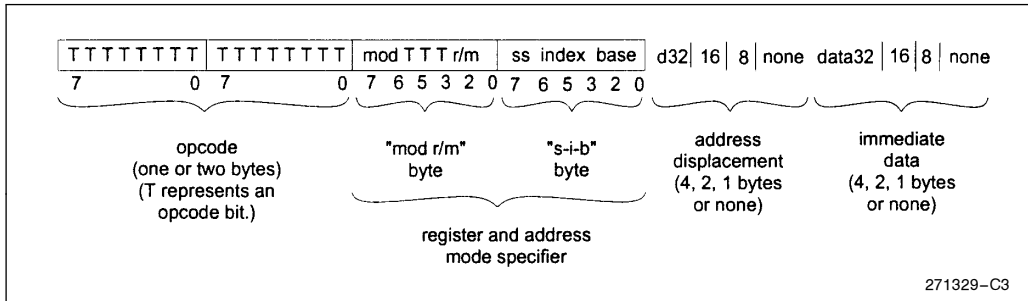 T T T T T T T T T T T T T T T T mod T T T r/m ss index base d32 | 16 | 8 | none data32 | 16 | 8 | none
7 0 7 0 7 6 5 3 2 0 7 6 5 3 2 0
opcode
(one or two bytes)
(T represents an
opcode bit.)
"mod r/m"
byte
"s-i-b"
byte
address
displacement
(4, 2, 1 bytes
or none)
immediate
data
(4, 2, 1 bytes
or none)
register and address
mode specifier
271329–C3